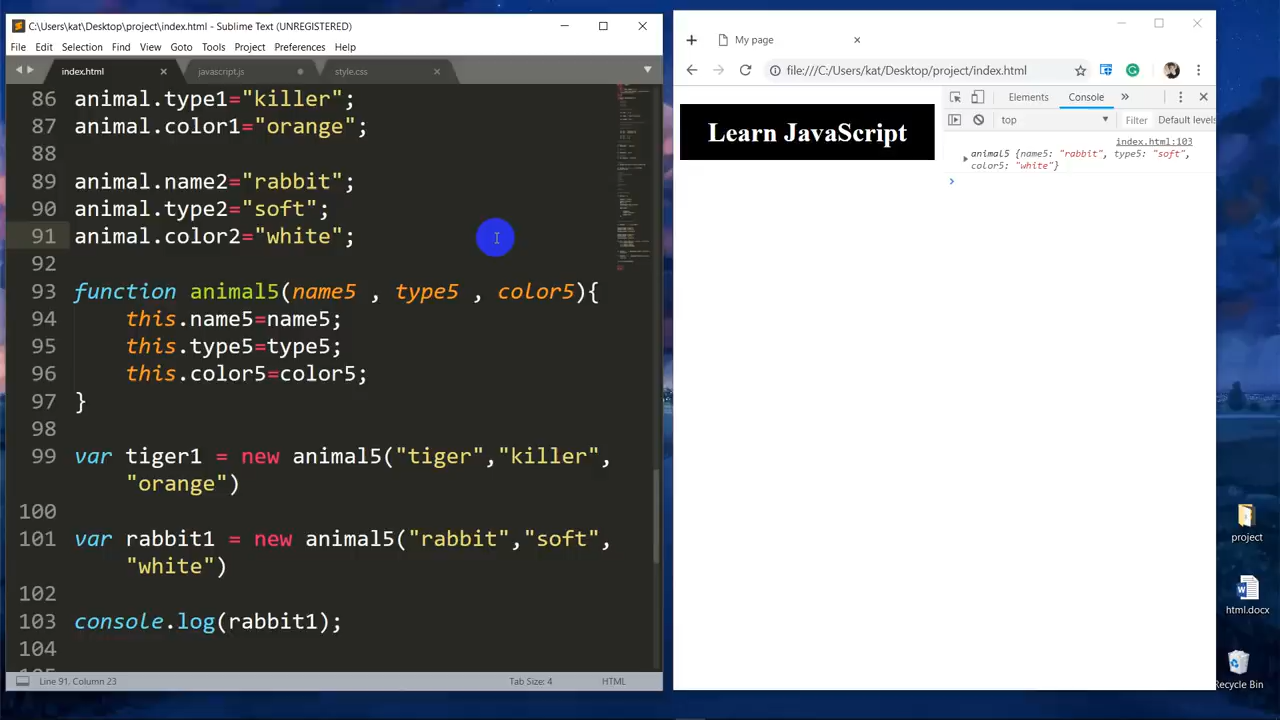 C:\Users\kat\Desktop\project\index.html - Sublime Text (UNREGISTERED)
File Edit Selection Find View Goto Tools Project Preferences Help
index.html javascript.js style.css
86 animal.type1="killer";
87 animal.color1="orange";
88
89 animal.name2="rabbit";
90 animal.type2="soft";
91 animal.color2="white";
92
93 function animal5(name5 , type5 , color5){
94 this.name5=name5;
95 this.type5=type5;
96 this.color5=color5;
97 }
98
99 var tiger1 = new animal5("tiger","killer",
"orange")
100
101 var rabbit1 = new animal5("rabbit","soft",
"white")
102
103 console.log(rabbit1);
104
Line 91, Column 23
Tab Size: 4
HTML
My page
file:///C:/Users/kat/Desktop/project/index.html
Learn JavaScript
Elements Console »
top Filter Default levels
index.html:103
animal5 {name5: "rabbit", type5: "soft",
color5: "white"}
project
html.docx
Recycle Bin